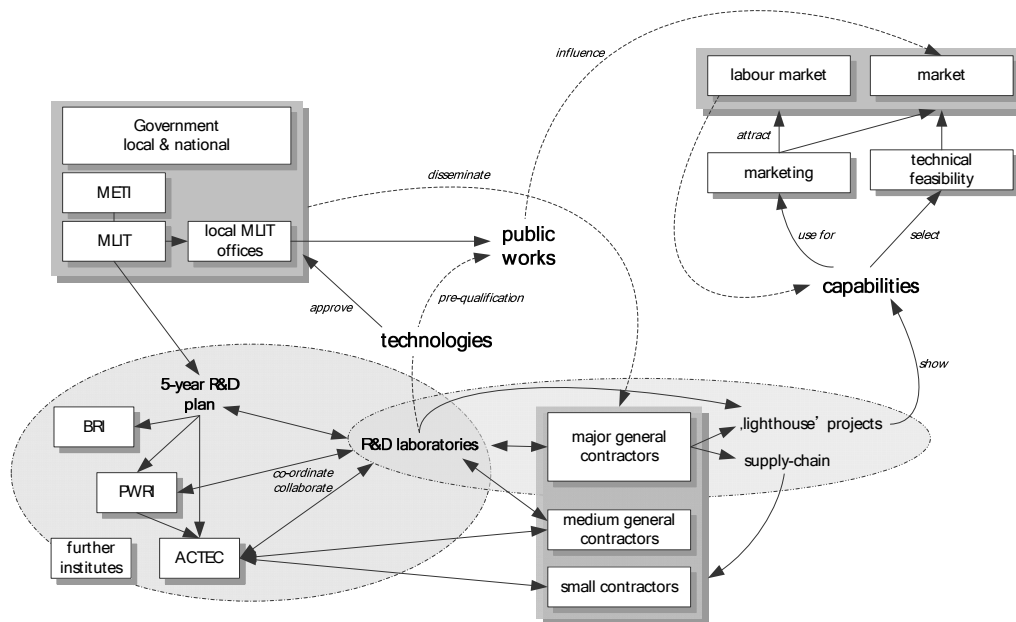 influence
labour market
market
Government
local & national
attract
disseminate
marketing
technical
feasibility
METI
MLIT
local MLIT
offices
public
works
use for
select
capabilities
approve
pre-qualification
technologies
show
5-year R&D
plan
BRI
R&D laboratories
major general
contractors
‚lighthouse’ projects
supply-chain
co-ordinate
collaborate
PWRI
medium general
contractors
further
institutes
ACTEC
small contractors